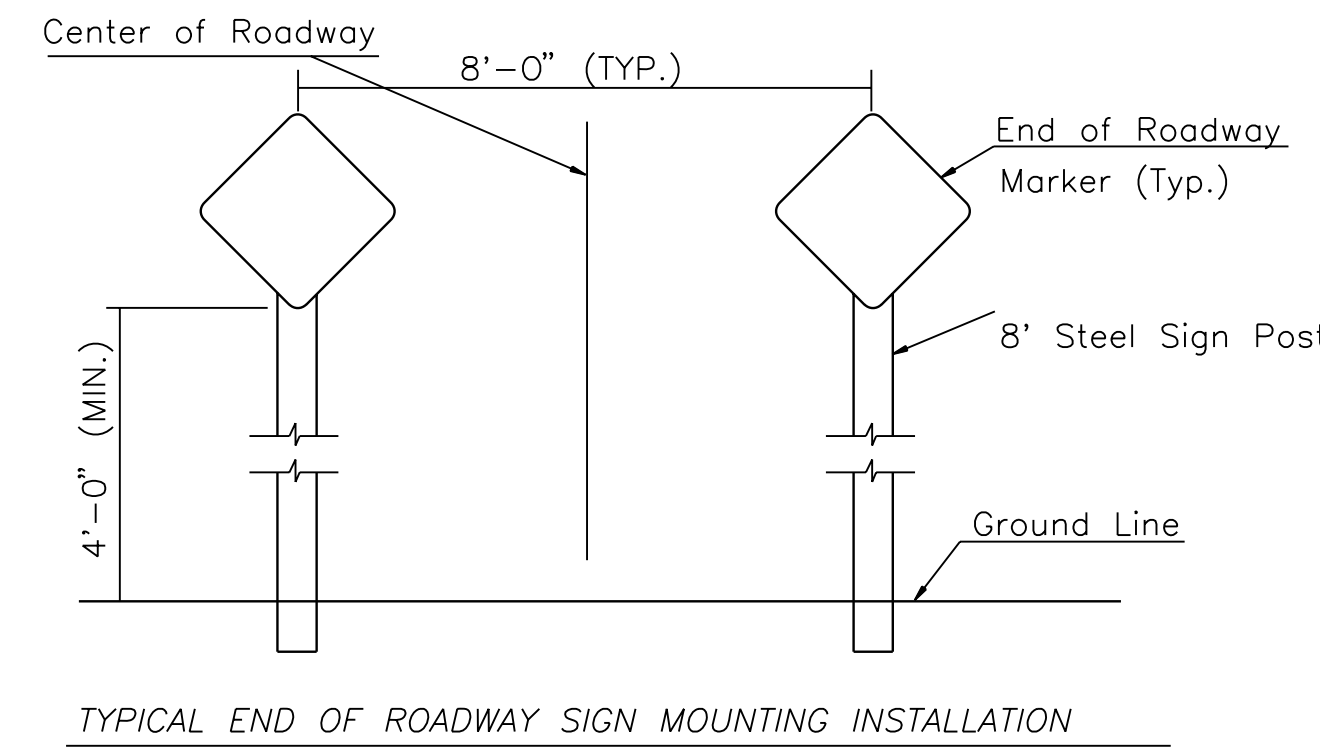 Center of Roadway
8'-0" (TYP.)
End of Roadway
Marker (Typ.)
8' Steel Sign Post
4'-0" (MIN.)
Ground Line
TYPICAL END OF ROADWAY SIGN MOUNTING INSTALLATION